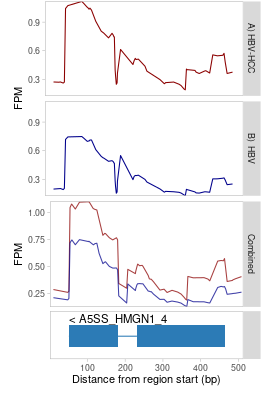 FPM
0.9
0.6
0.3
A) HBV-HCC
0.9
0.6
0.3
B) HBV
FPM
1.00
0.75
0.50
0.25
Combined
< A5SS_HMGN1_4
100 200 300 400 500
Distance from region start (bp)